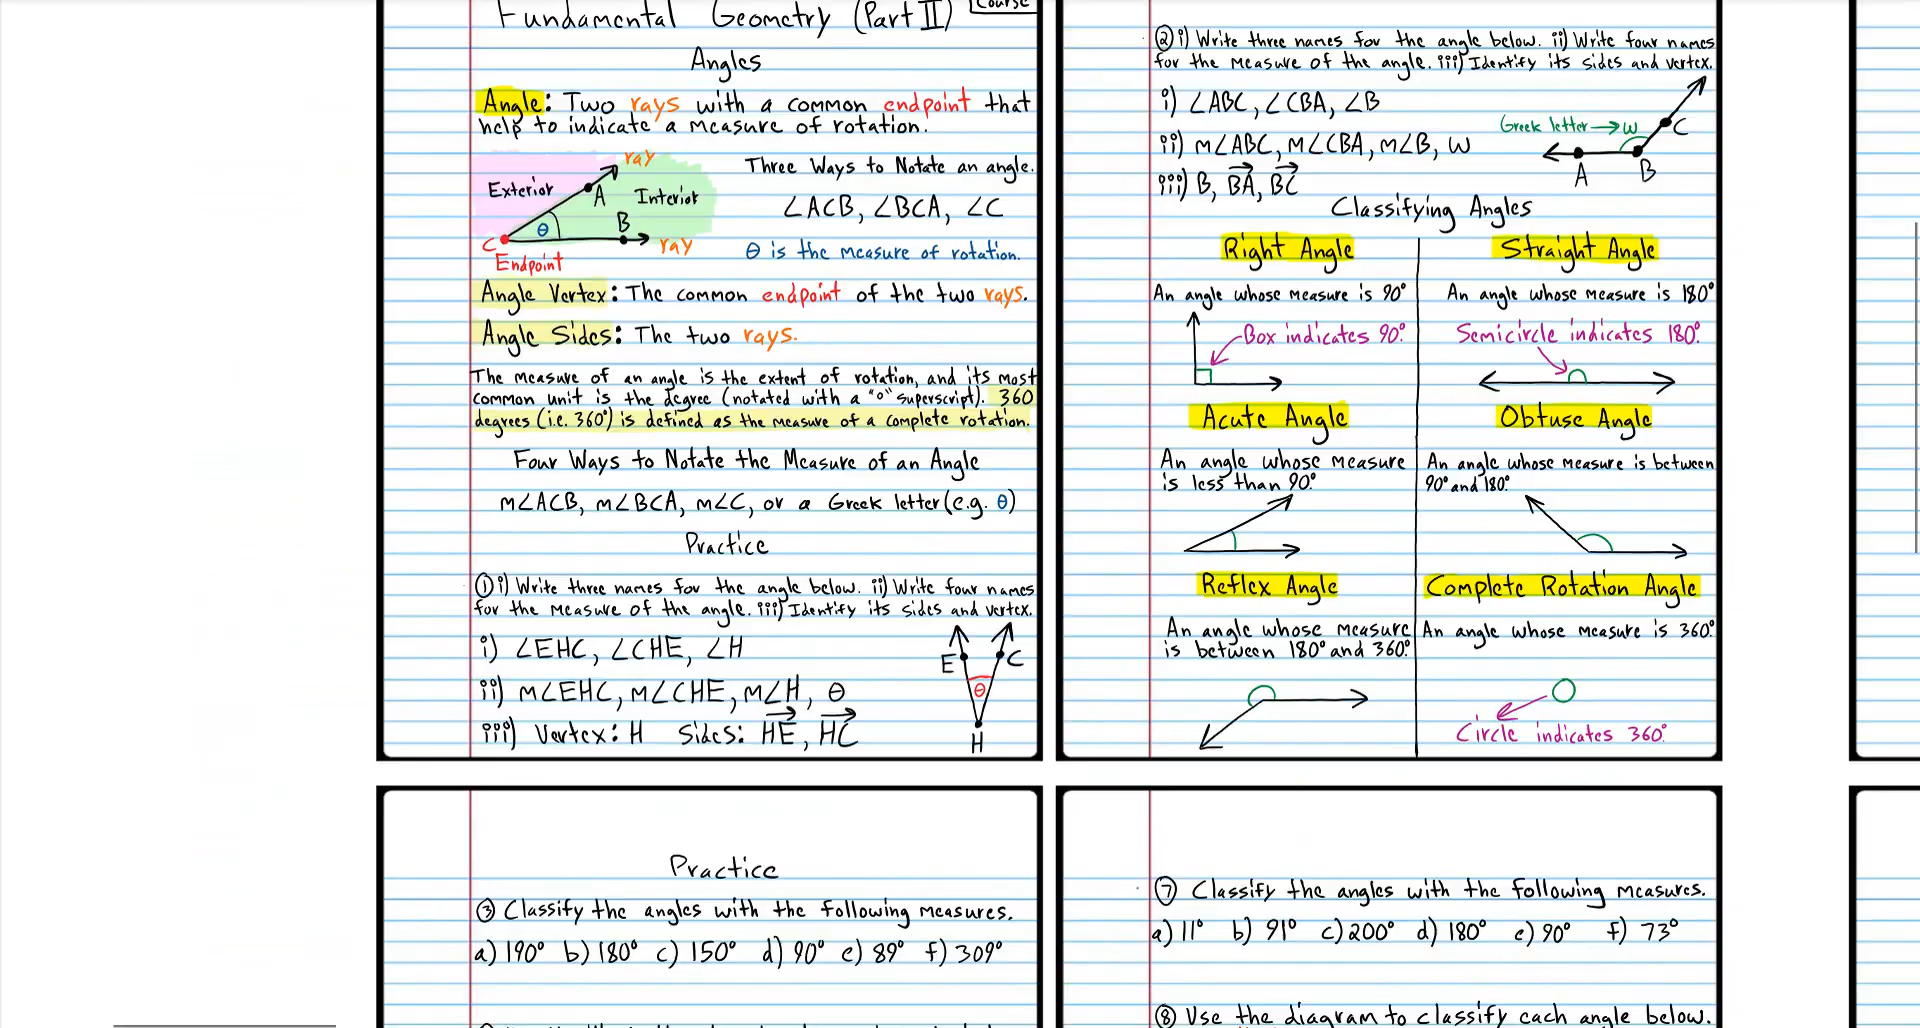 Fundamental Geometry (Part II)
Course
Angles
Angle: Two rays with a common endpoint that
help to indicate a measure of rotation.
ray
Exterior
A
Interior
θ
B
C
ray
Endpoint
Three Ways to Notate an angle.
∠ACB, ∠BCA, ∠C
θ is the measure of rotation.
Angle Vertex: The common endpoint of the two rays.
Angle Sides: The two rays.
The measure of an angle is the extent of rotation, and its most
common unit is the degree (notated with a "o" superscript). 360
degrees (i.e. 360°) is defined as the measure of a complete rotation.
Four Ways to Notate the Measure of an Angle
m∠ACB, m∠BCA, m∠C, or a Greek letter (e.g. θ)
Practice
① i) Write three names for the angle below. ii) Write four names
for the measure of the angle. iii) Identify its sides and vertex.
i) ∠EHC, ∠CHE, ∠H
ii) m∠EHC, m∠CHE, m∠H, θ
iii) Vertex: H Sides: HE, HC
E
C
θ
H
② i) Write three names for the angle below. ii) Write four names
for the measure of the angle. iii) Identify its sides and vertex.
i) ∠ABC, ∠CBA, ∠B
ii) m∠ABC, m∠CBA, m∠B, w
iii) B, BA, BC
Greek letter → w
C
A
B
Classifying Angles
Right Angle
An angle whose measure is 90°
Box indicates 90°.
Straight Angle
An angle whose measure is 180°
Semicircle indicates 180°.
Acute Angle
An angle whose measure
is less than 90°.
Obtuse Angle
An angle whose measure is between
90° and 180°.
Reflex Angle
An angle whose measure
is between 180° and 360°.
Complete Rotation Angle
An angle whose measure is 360°.
Circle indicates 360°.
Practice
③ Classify the angles with the following measures.
a) 190° b) 180° c) 150° d) 90° e) 89° f) 309°
⑦ Classify the angles with the following measures.
a) 11° b) 91° c) 200° d) 180° e) 90° f) 73°
⑧ Use the diagram to classify each angle below.